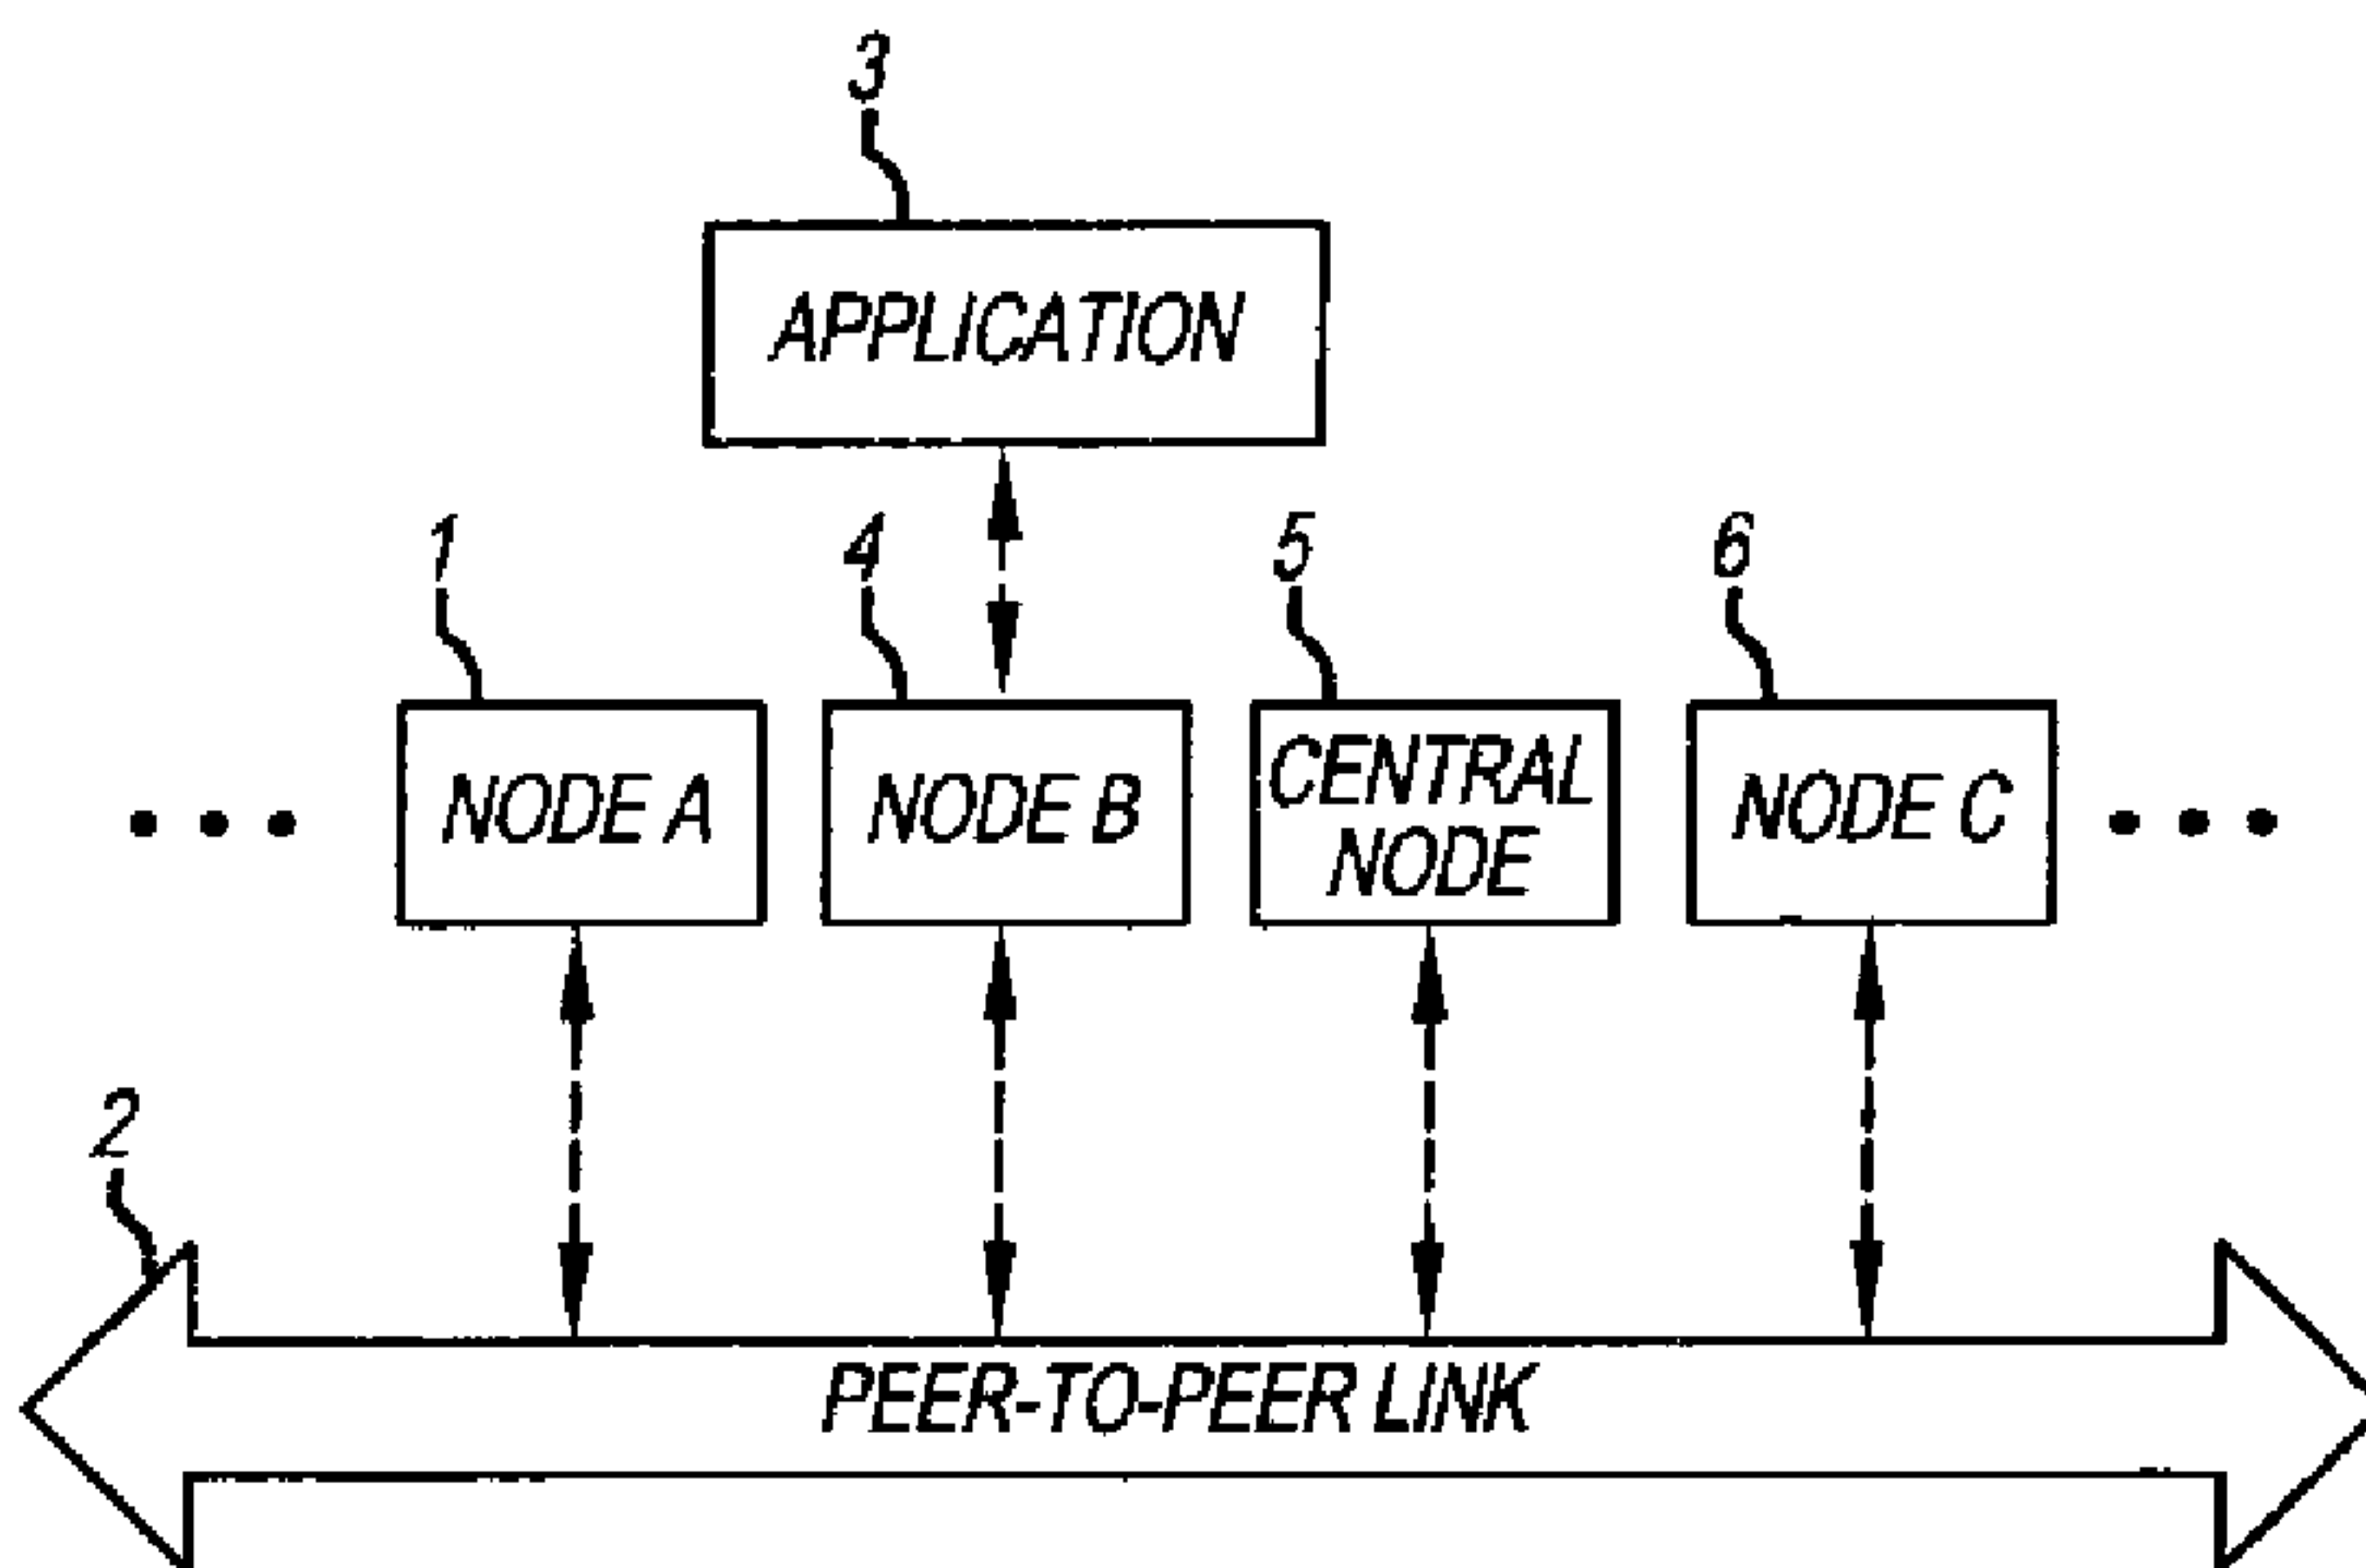 3
APPLICATION
1
4
5
6
NODE A
NODE B
CENTRAL
NODE
NODE C
2
PEER-TO-PEER LINK